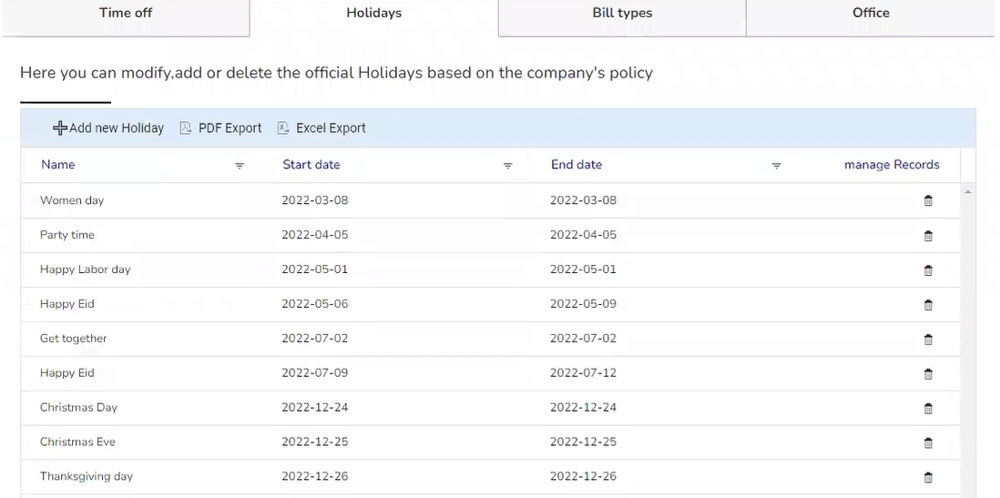 Time off Holidays Bill types Office
Here you can modify,add or delete the official Holidays based on the company's policy
Add new Holiday PDF Export Excel Export
Name Start date End date manage Records
Women day 2022-03-08 2022-03-08
Party time 2022-04-05 2022-04-05
Happy Labor day 2022-05-01 2022-05-01
Happy Eid 2022-05-06 2022-05-09
Get together 2022-07-02 2022-07-02
Happy Eid 2022-07-09 2022-07-12
Christmas Day 2022-12-24 2022-12-24
Christmas Eve 2022-12-25 2022-12-25
Thanksgiving day 2022-12-26 2022-12-26